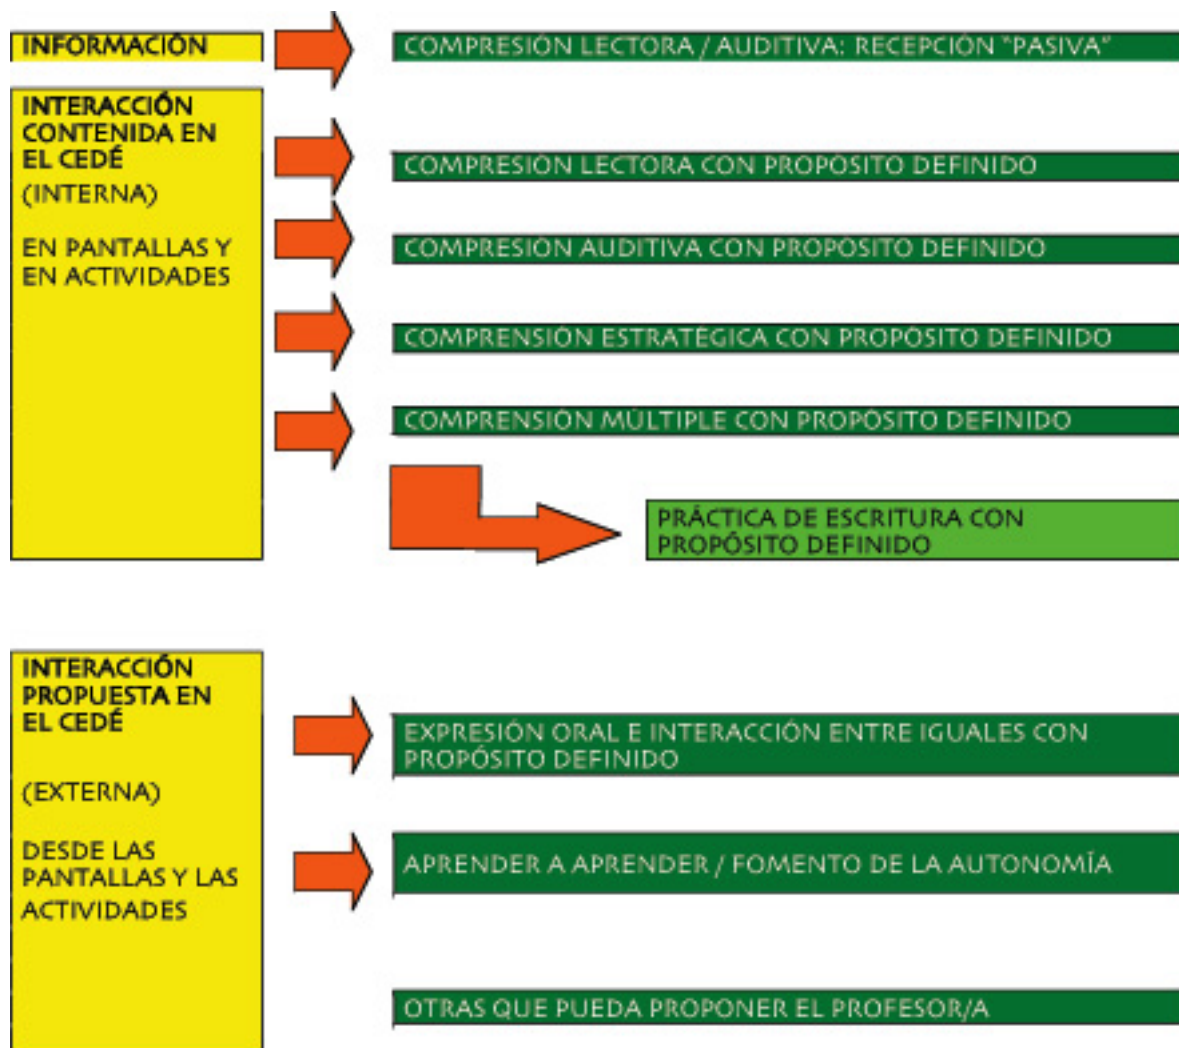 INFORMACIÓN
COMPRESIÓN LECTORA / AUDITIVA: RECEPCIÓN "PASIVA"
INTERACCIÓN
CONTENIDA EN
EL CEDÉ
(INTERNA)
EN PANTALLAS Y
EN ACTIVIDADES
COMPRESIÓN LECTORA CON PROPÓSITO DEFINIDO
COMPRESIÓN AUDITIVA CON PROPÓSITO DEFINIDO
COMPRENSIÓN ESTRATÉGICA CON PROPÓSITO DEFINIDO
COMPRENSIÓN MÚLTIPLE CON PROPÓSITO DEFINIDO
PRÁCTICA DE ESCRITURA CON
PROPÓSITO DEFINIDO
INTERACCIÓN
PROPUESTA EN
EL CEDÉ
(EXTERNA)
DESDE LAS
PANTALLAS Y LAS
ACTIVIDADES
EXPRESIÓN ORAL E INTERACCIÓN ENTRE IGUALES CON
PROPÓSITO DEFINIDO
APRENDER A APRENDER / FOMENTO DE LA AUTONOMÍA
OTRAS QUE PUEDA PROPONER EL PROFESOR/A